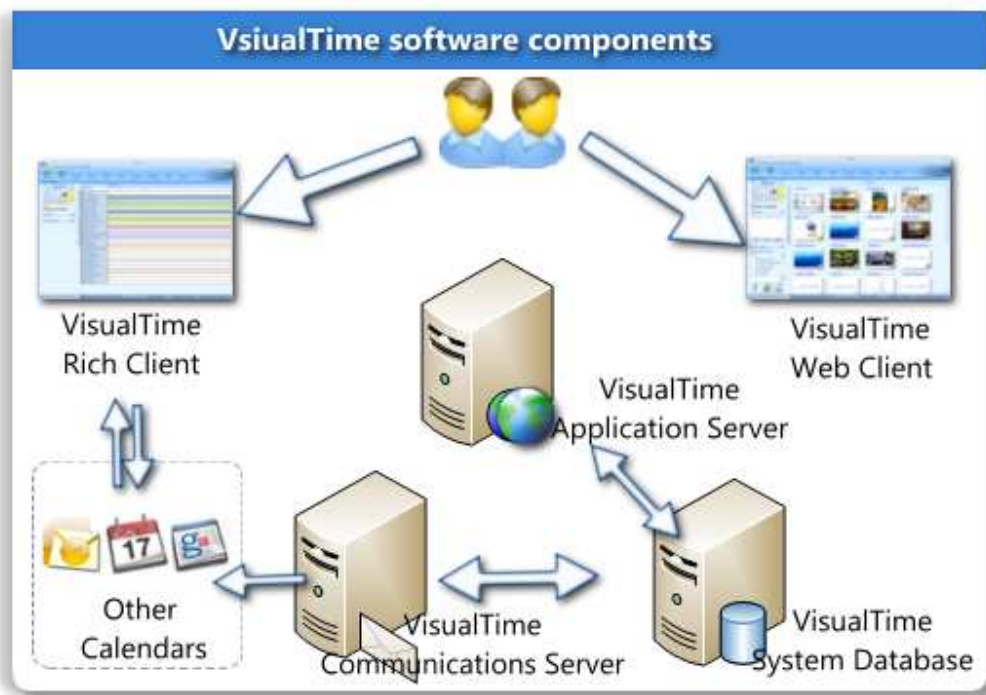 VsiualTime software components
VisualTime
Rich Client
VisualTime
Web Client
VisualTime
Application Server
17
g
Other
Calendars
VisualTime
Communications Server
VisualTime
System Database